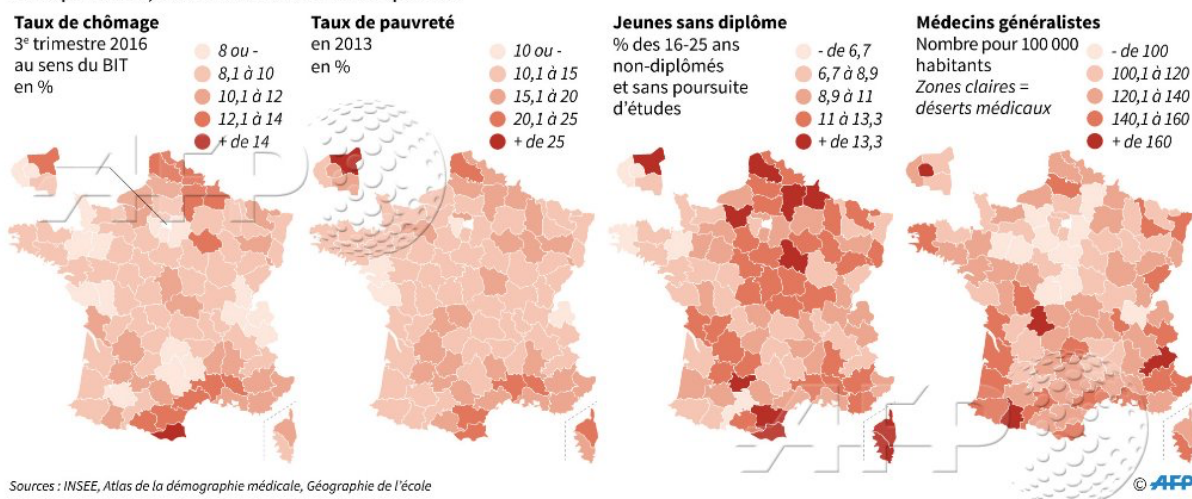 Taux de chômage
3e trimestre 2016
au sens du BIT
en %
8 ou -
8,1 à 10
10,1 à 12
12,1 à 14
+ de 14
Taux de pauvreté
en 2013
en %
10 ou -
10,1 à 15
15,1 à 20
20,1 à 25
+ de 25
Jeunes sans diplôme
% des 16-25 ans
non-diplômés
et sans poursuite
d'études
- de 6,7
6,7 à 8,9
8,9 à 11
11 à 13,3
+ de 13,3
Médecins généralistes
Nombre pour 100 000
habitants
Zones claires =
déserts médicaux
- de 100
100,1 à 120
120,1 à 140
140,1 à 160
+ de 160
AFP
AFP
Sources : INSEE, Atlas de la démographie médicale, Géographie de l'école
© AFP